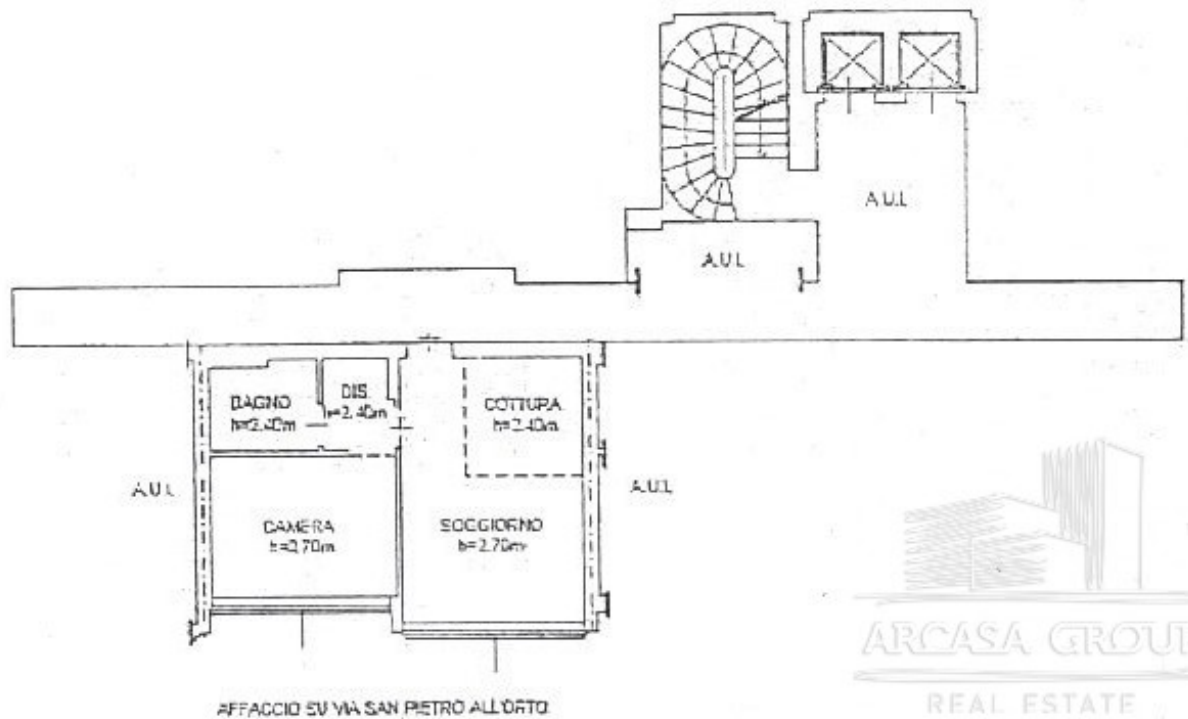 A.U.I.
A.U.I.
BAGNO
h=2.40m
DIS.
h=2.40m
COTTURA
h=2.40m
A.U.I.
A.U.I.
CAMERA
h=2.70m
SOGGIORNO
h=2.70m
ARCASA GROUP
REAL ESTATE
AFFACCIO SU VIA SAN PIETRO ALL'ORTO